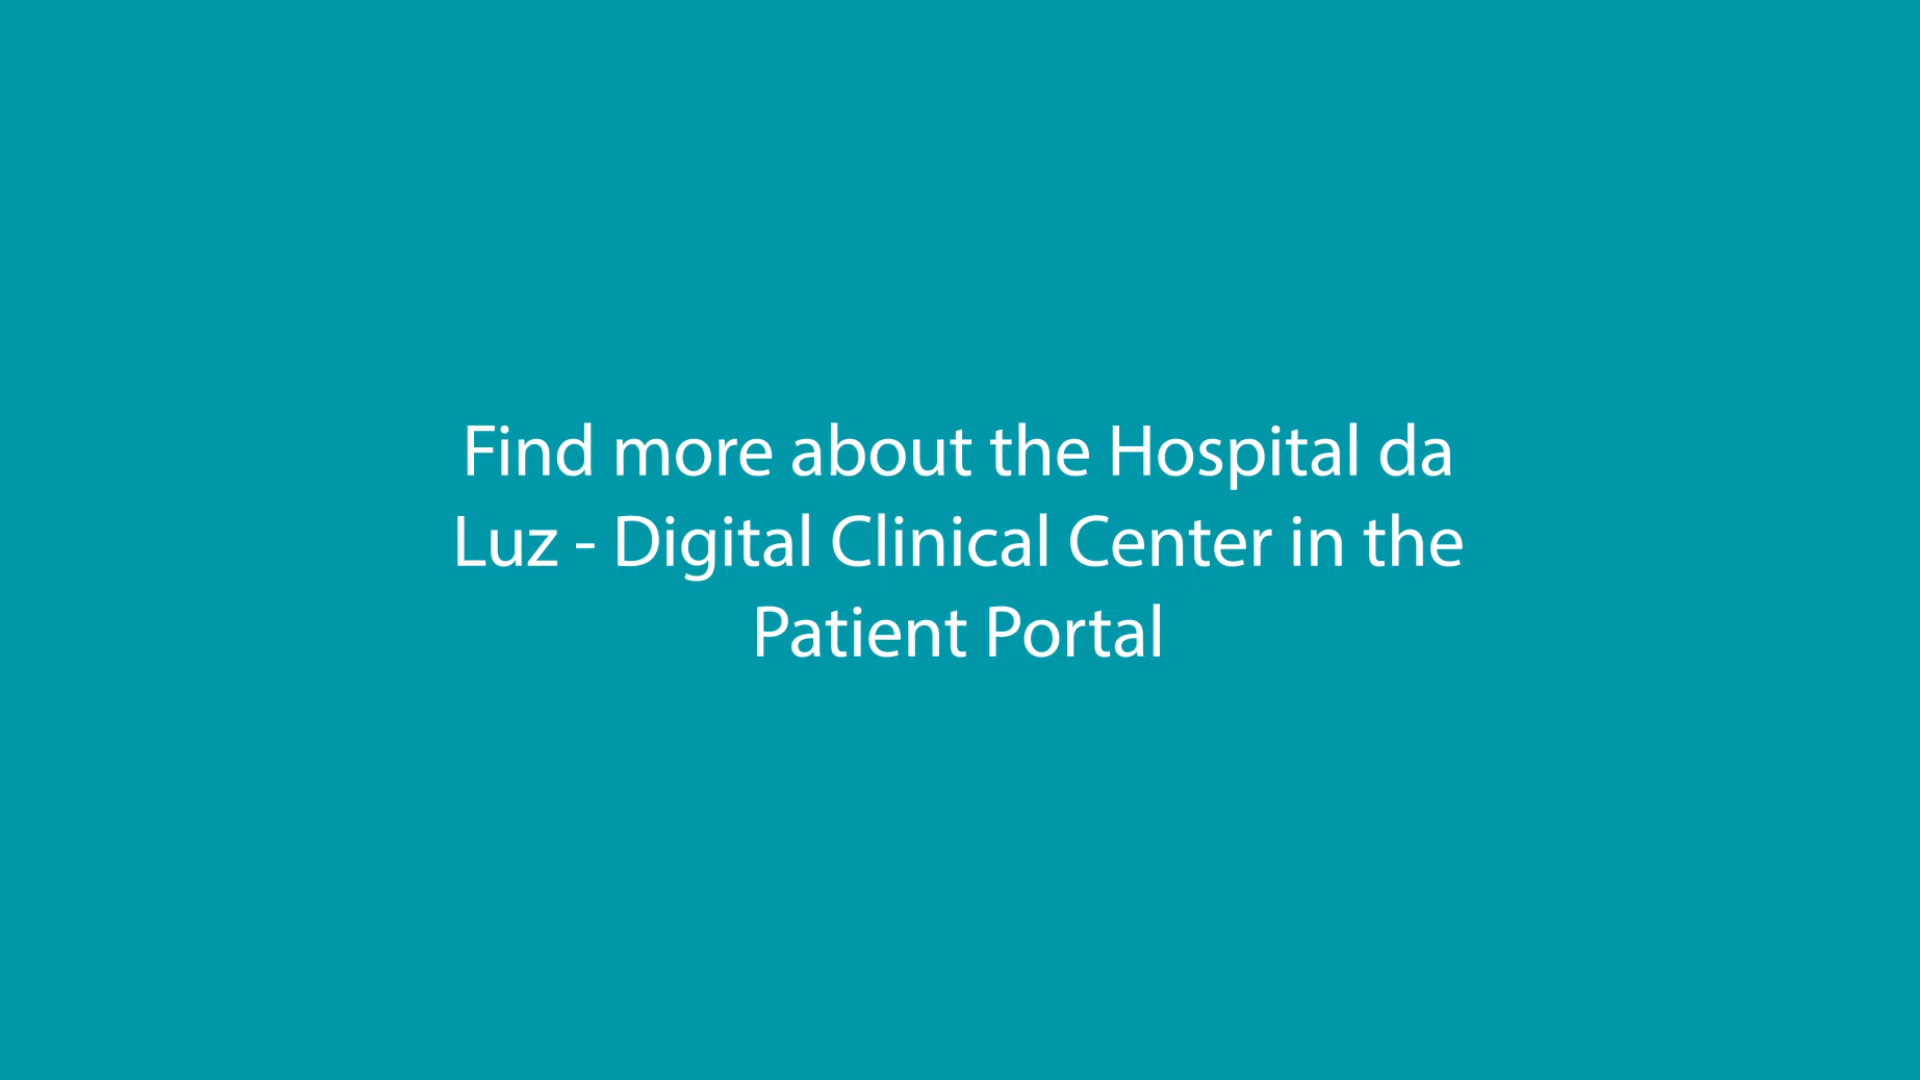 Find more about the Hospital da
Luz - Digital Clinical Center in the
Patient Portal